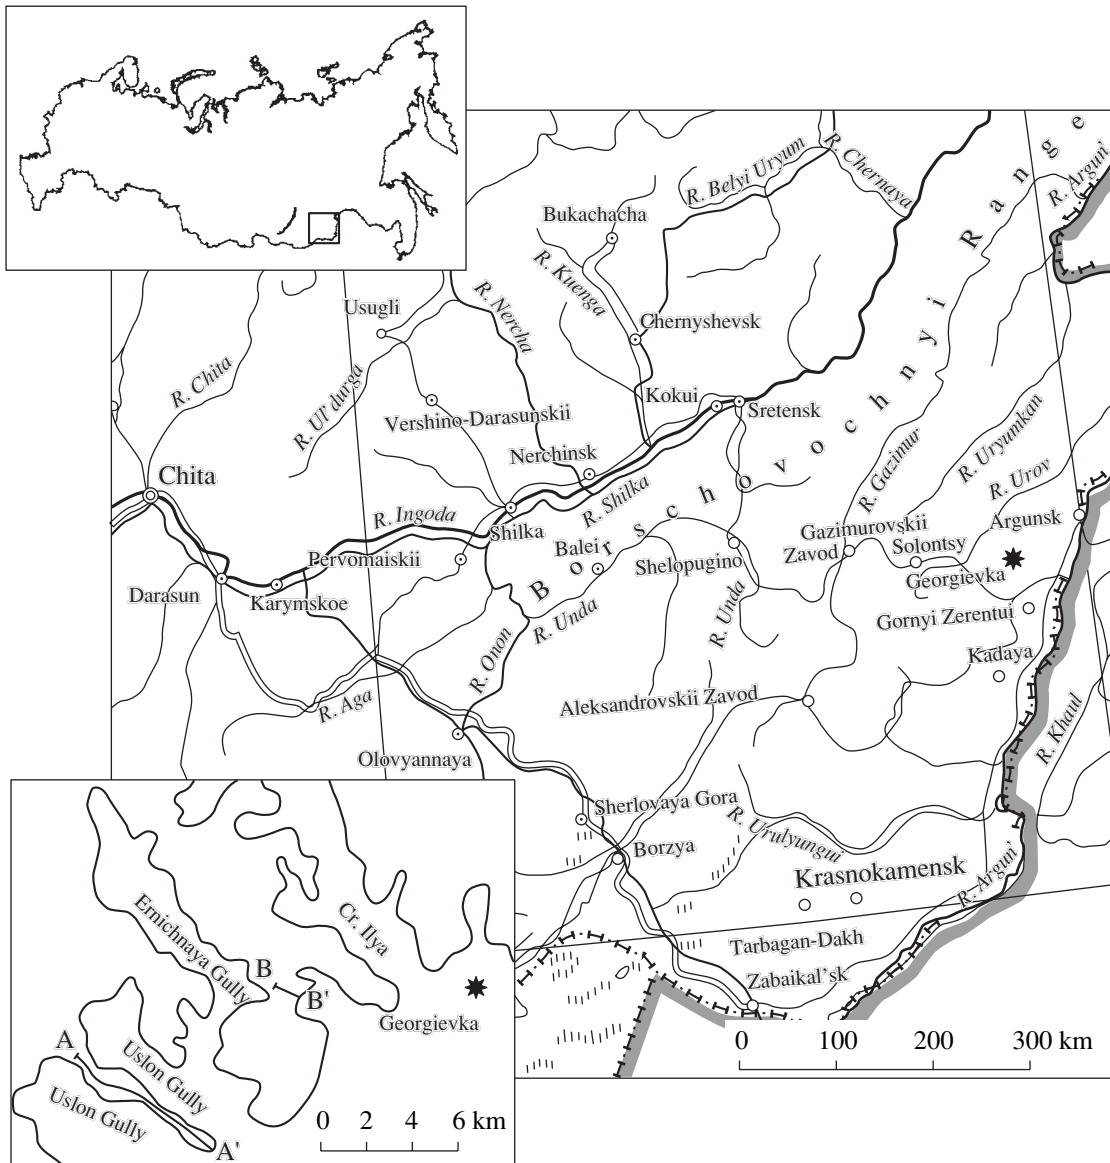 R. Belyi Uryum
R. Chernaya
R. Argun'
Borschovochnyi Range
Bukachacha
R. Kuenga
R. Nercha
Usugli
Chernyshevsk
R. Chita
R. Ul'durga
Vershino-Darasunskii
Kokui
Sretensk
Nerchinsk
R. Gazimur
R. Uryumkan
R. Urov
Chita
R. Ingoda
R. Shilka
Shilka
Argunsk
Gazimurovskii
Zavod
Solontsy
Balei
Shelopugino
Pervomaiskii
Georgievka
Darasun
Karymskoe
R. Unda
R. Unda
Gornyi Zerentui
Kadaya
R. Onon
R. Aga
Aleksandrovskii Zavod
R. Khaul
Olovyannaya
Sherlovaya Gora
R. Urulyungui
Borzya
Krasnokamensk
R. Argun'
Tarbagan-Dakh
Zabaikal'sk
0 100 200 300 km
Ernichnaya Gully
Cr. Ilya
B
B'
Georgievka
A
Uslon Gully
Uslon Gully
A'
0 2 4 6 km